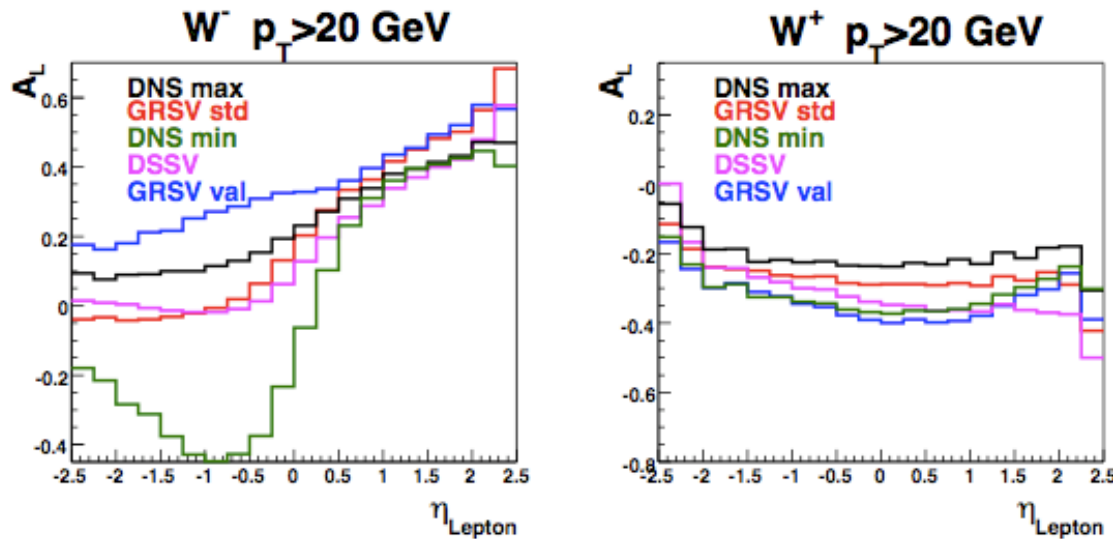 W⁻ p_T>20 GeV
A_L
DNS max
GRSV std
DNS min
DSSV
GRSV val
0.6
0.4
0.2
0
-0.2
-0.4
-2.5 -2 -1.5 -1 -0.5 0 0.5 1 1.5 2 2.5
η_Lepton
W⁺ p_T>20 GeV
A_L
DNS max
GRSV std
DNS min
DSSV
GRSV val
0.2
-0
-0.2
-0.4
-0.6
-0.8
-2.5 -2 -1.5 -1 -0.5 0 0.5 1 1.5 2 2.5
η_Lepton